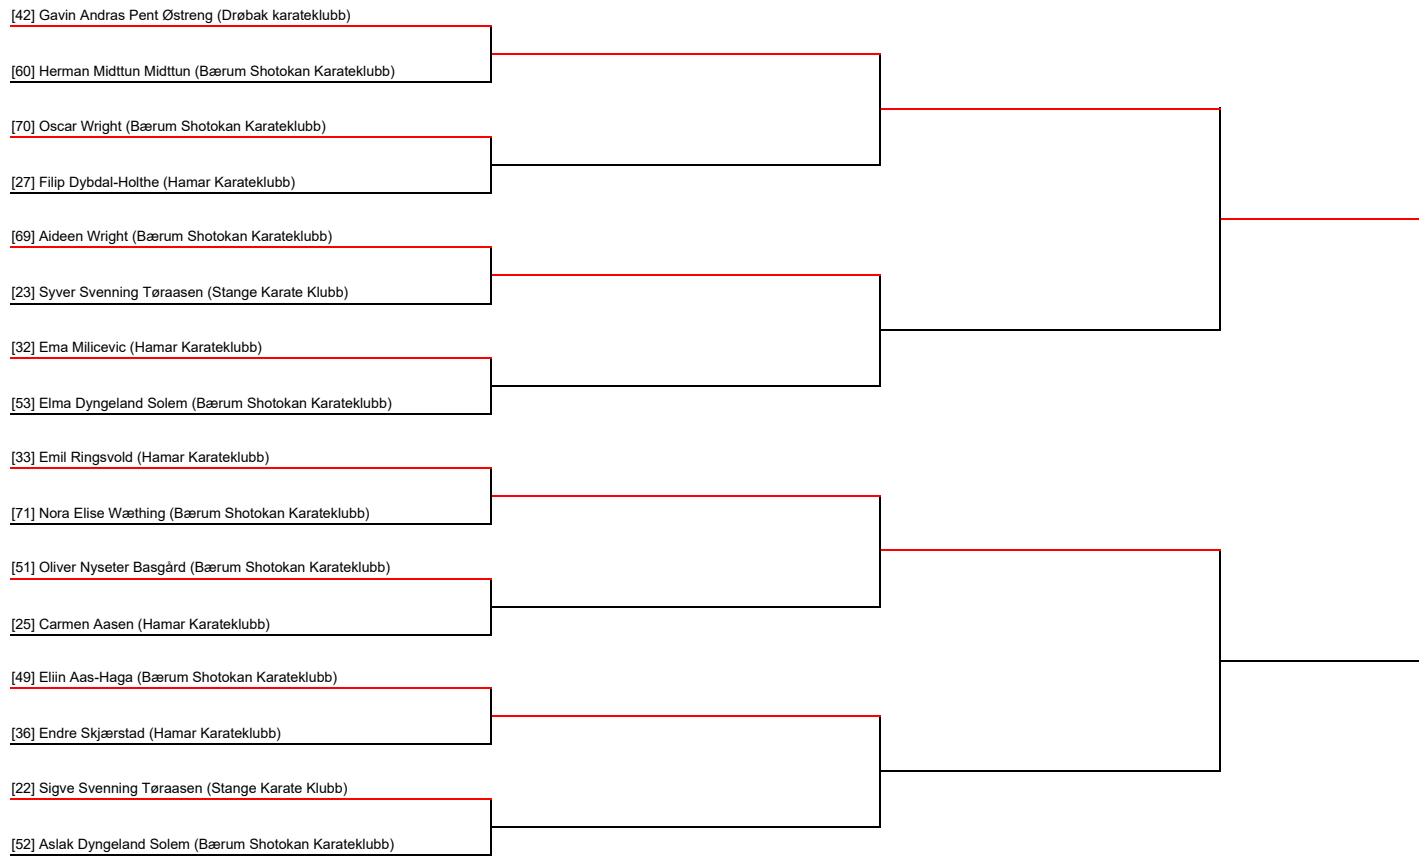 [42] Gavin Andras Pent Østreng (Drøbak karateklubb)
[60] Herman Midttun Midttun (Bærum Shotokan Karateklubb)
[70] Oscar Wright (Bærum Shotokan Karateklubb)
[27] Filip Dybdal-Holthe (Hamar Karateklubb)
[69] Aideen Wright (Bærum Shotokan Karateklubb)
[23] Syver Svenning Tøraasen (Stange Karate Klubb)
[32] Ema Milicevic (Hamar Karateklubb)
[53] Elma Dyngeland Solem (Bærum Shotokan Karateklubb)
[33] Emil Ringsvold (Hamar Karateklubb)
[71] Nora Elise Wæthing (Bærum Shotokan Karateklubb)
[51] Oliver Nyseter Basgård (Bærum Shotokan Karateklubb)
[25] Carmen Aasen (Hamar Karateklubb)
[49] Eliin Aas-Haga (Bærum Shotokan Karateklubb)
[36] Endre Skjærstad (Hamar Karateklubb)
[22] Sigve Svenning Tøraasen (Stange Karate Klubb)
[52] Aslak Dyngeland Solem (Bærum Shotokan Karateklubb)